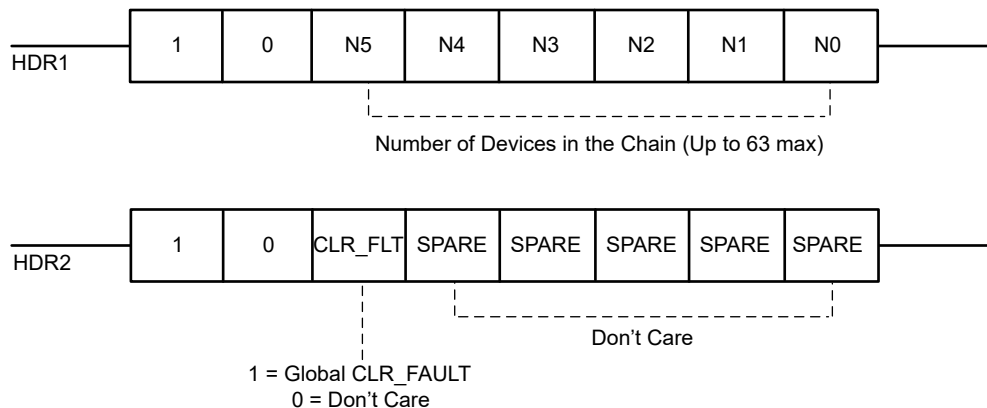 HDR1 1 0 N5 N4 N3 N2 N1 N0
Number of Devices in the Chain (Up to 63 max)
HDR2 1 0 CLR_FLT SPARE SPARE SPARE SPARE SPARE
Don't Care
1 = Global CLR_FAULT
0 = Don't Care